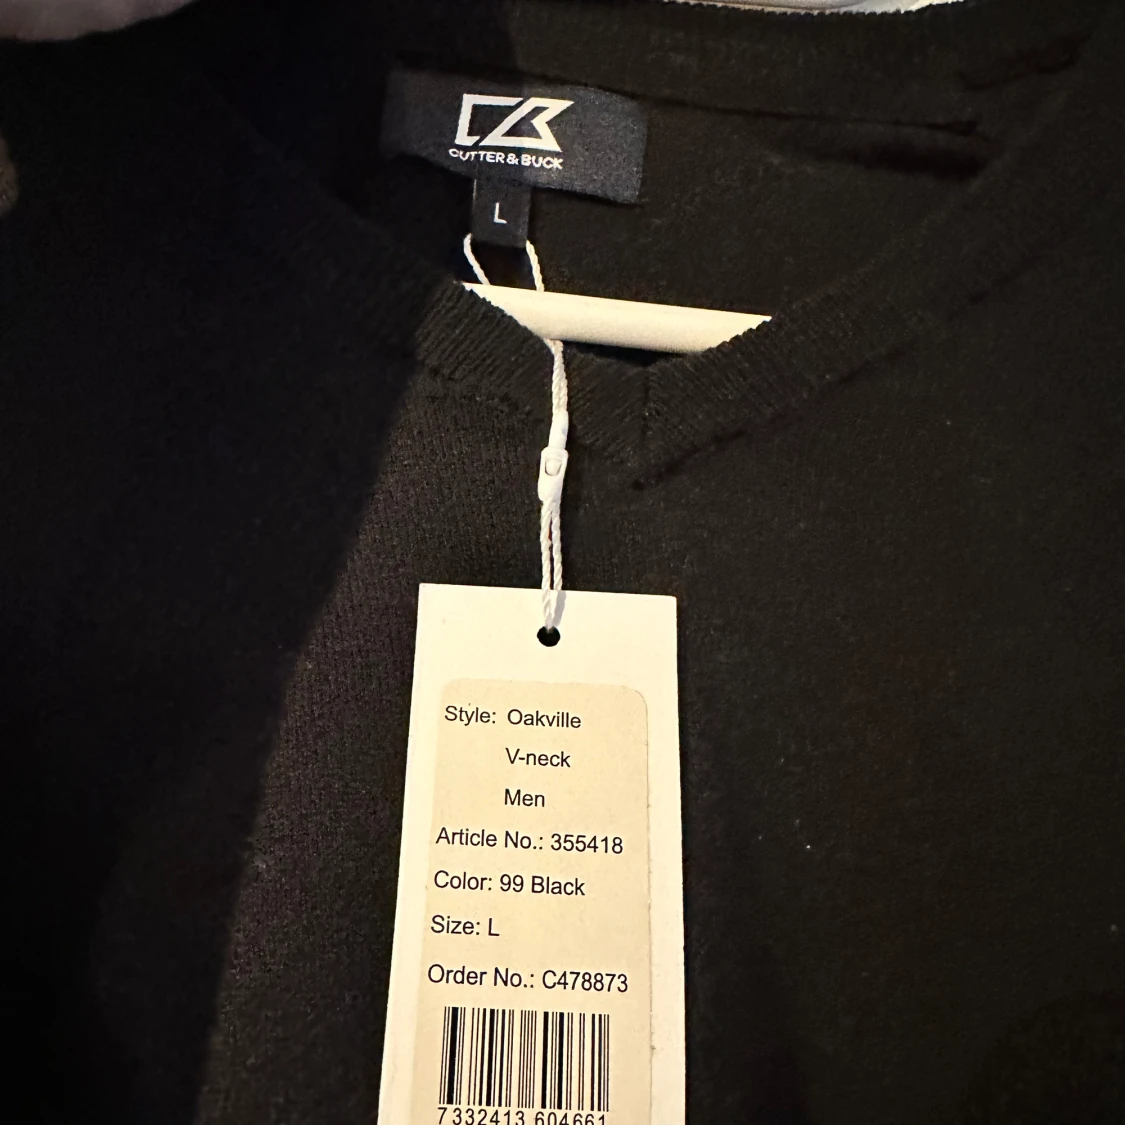 CUTTER&BUCK
L
Style: Oakville
V-neck
Men
Article No.: 355418
Color: 99 Black
Size: L
Order No.: C478873
7332413 604661